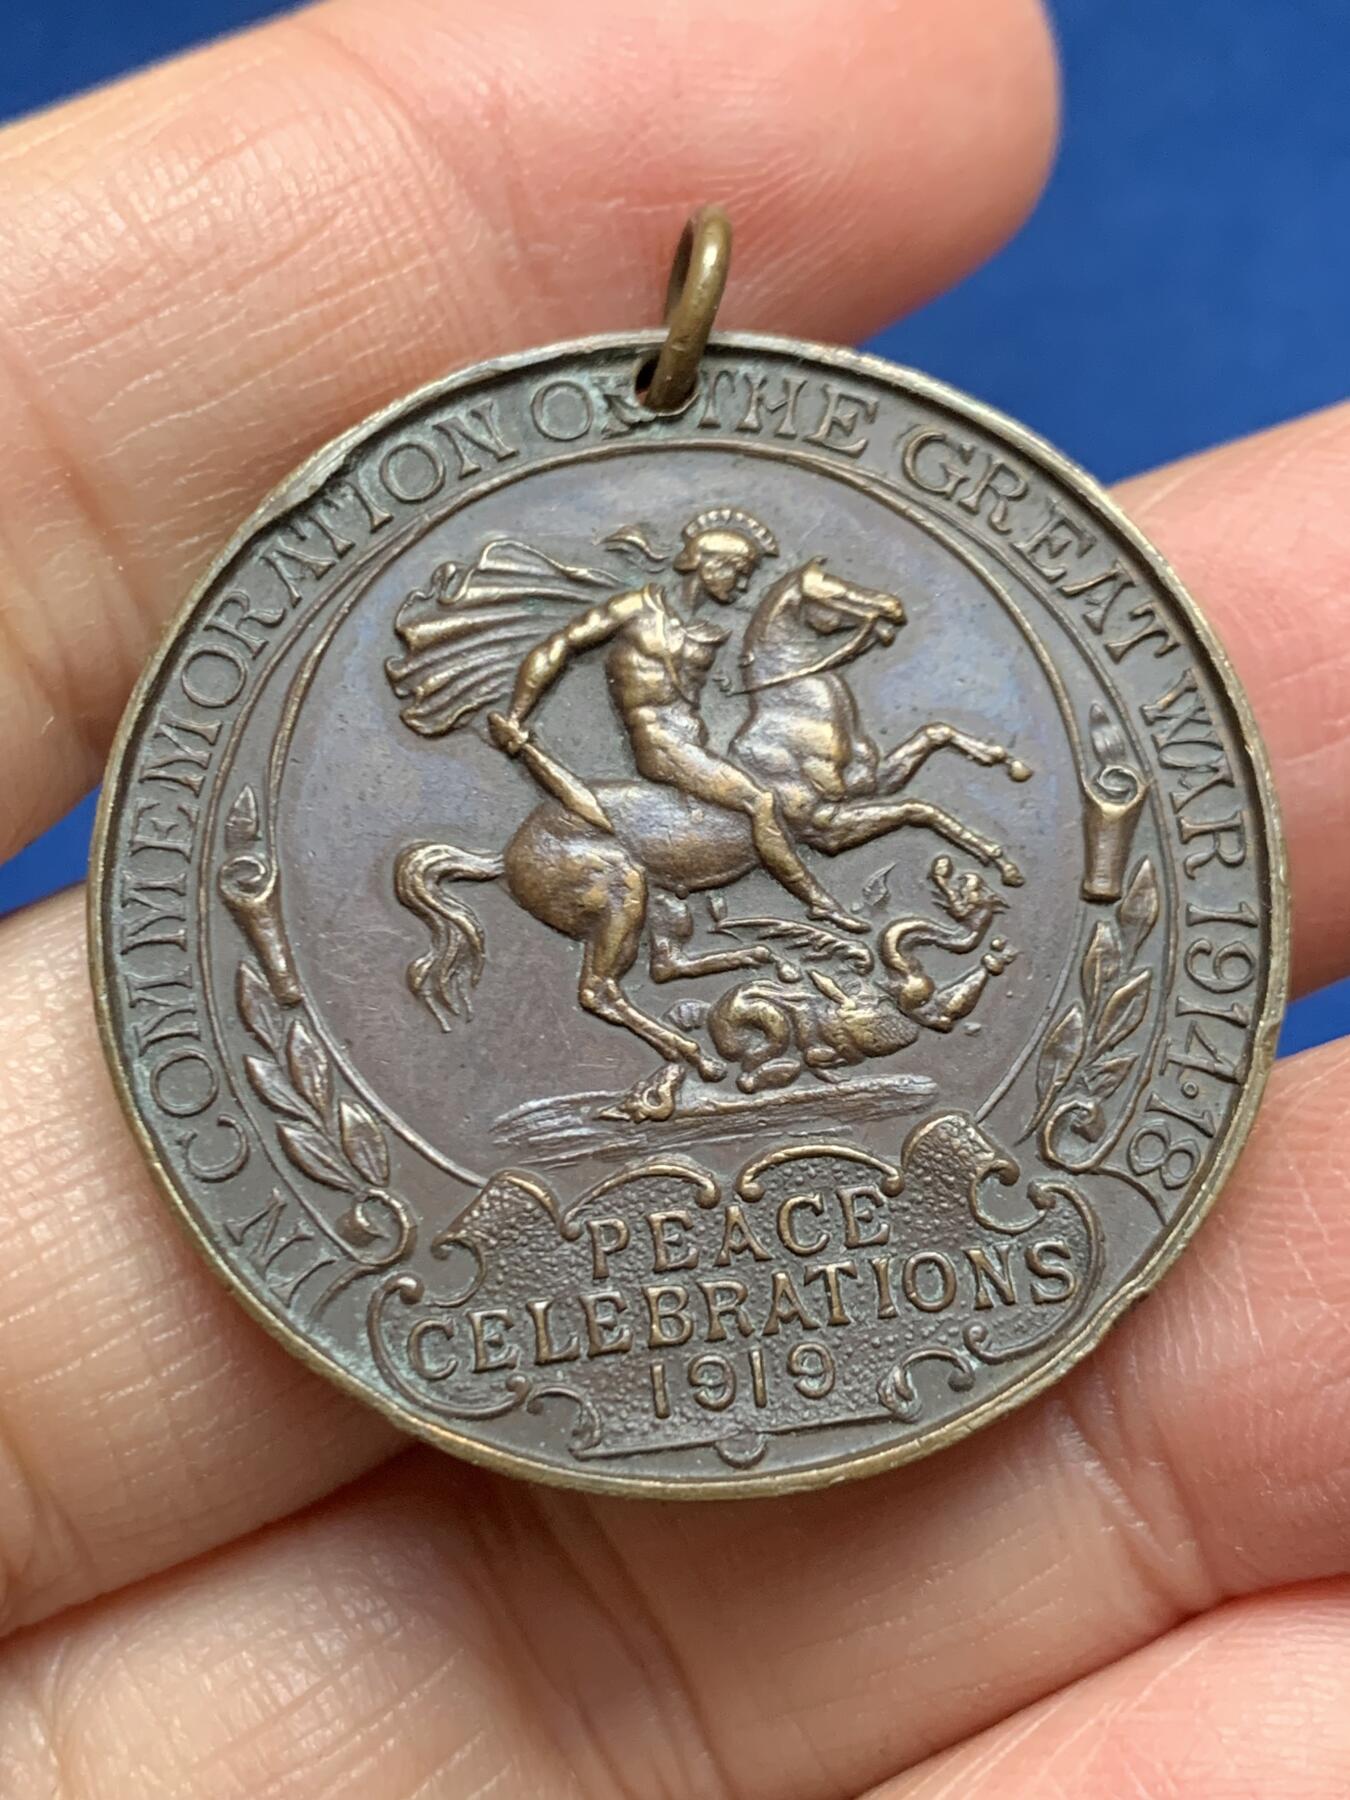 IN COMMEMORATION OF THE GREAT WAR 1914·18
PEACE
CELEBRATIONS
1919